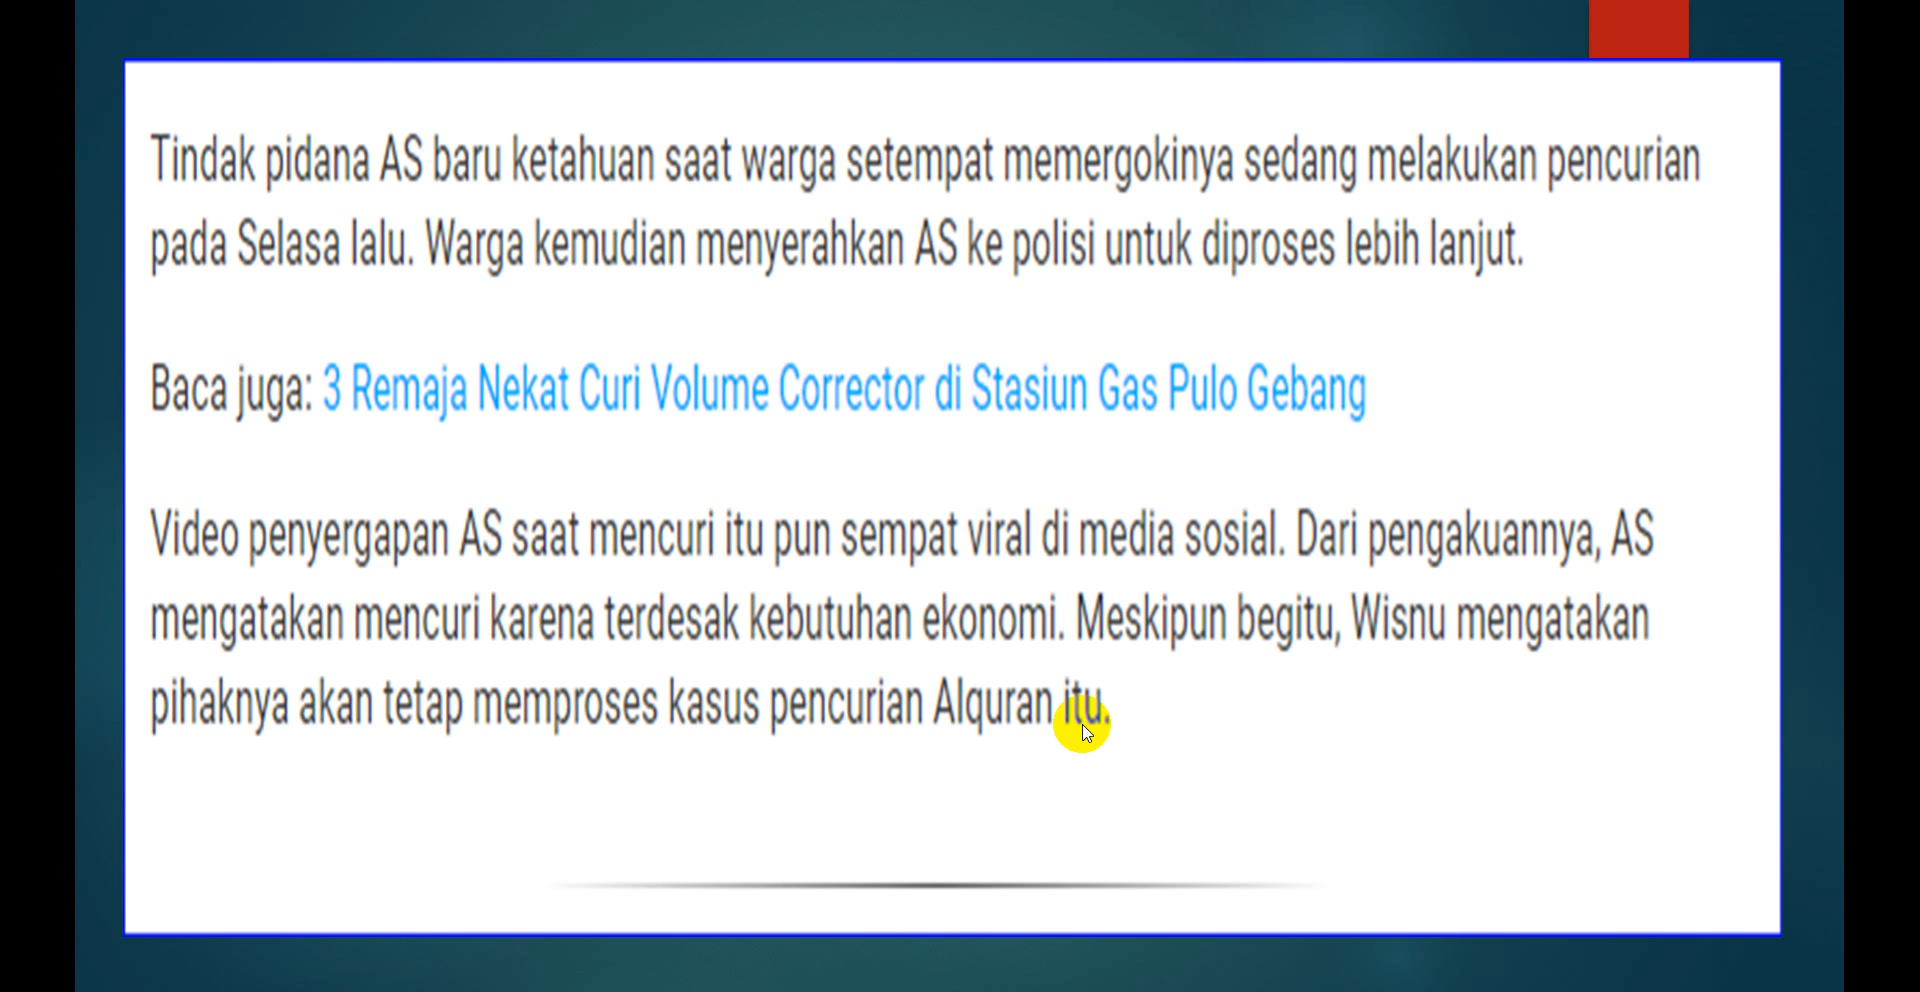 Tindak pidana AS baru ketahuan saat warga setempat memergokinya sedang melakukan pencurian
pada Selasa lalu. Warga kemudian menyerahkan AS ke polisi untuk diproses lebih lanjut.
Baca juga: 3 Remaja Nekat Curi Volume Corrector di Stasiun Gas Pulo Gebang
Video penyergapan AS saat mencuri itu pun sempat viral di media sosial. Dari pengakuannya, AS
mengatakan mencuri karena terdesak kebutuhan ekonomi. Meskipun begitu, Wisnu mengatakan
pihaknya akan tetap memproses kasus pencurian Alquran itu.